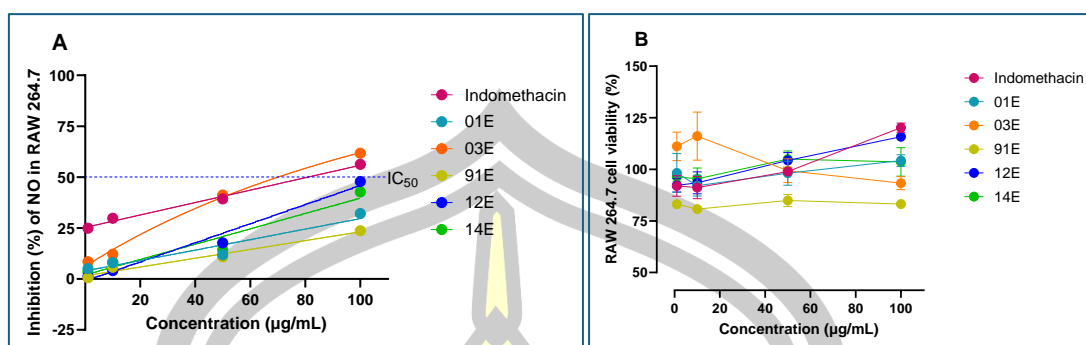 A
Inhibition (%) of NO in RAW 264.7
100
75
50
25
0
-25
20
40
60
80
100
Concentration (µg/mL)
IC50
Indomethacin
01E
03E
91E
12E
14E
B
RAW 264.7 cell viability (%)
150
125
100
75
50
0
20
40
60
80
100
Concentration (µg/mL)
Indomethacin
01E
03E
91E
12E
14E